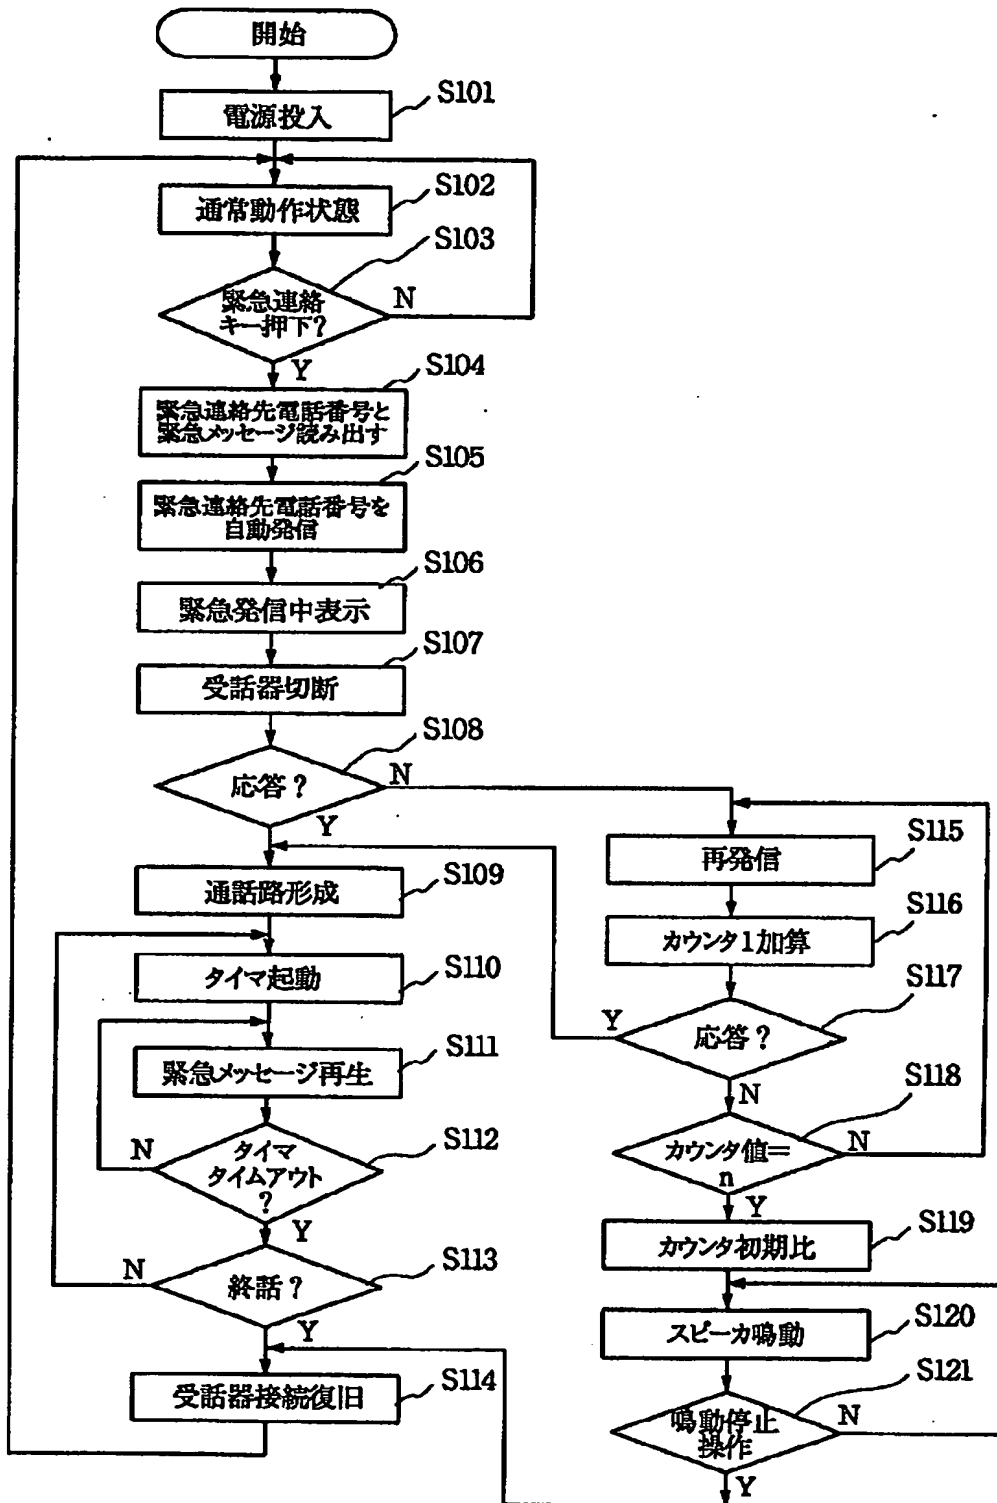 開始
S101
電源投入
S102
通常動作状態
S103
緊急連絡
キー押下?
N
Y
S104
緊急連絡先電話番号と
緊急メッセージ読み出す
S105
緊急連絡先電話番号を
自動発信
S106
緊急発信中表示
S107
受話器切断
S108
応答?
N
Y
S109
通話路形成
S110
タイマ起動
S111
緊急メッセージ再生
S112
タイマ
タイムアウト
?
N
Y
S113
終話?
N
Y
S114
受話器接続復旧
S115
再発信
S116
カウンタ1加算
S117
応答?
Y
N
S118
カウンタ値=
n
N
Y
S119
カウンタ初期比
S120
スピーカ鳴動
S121
鳴動停止
操作
N
Y